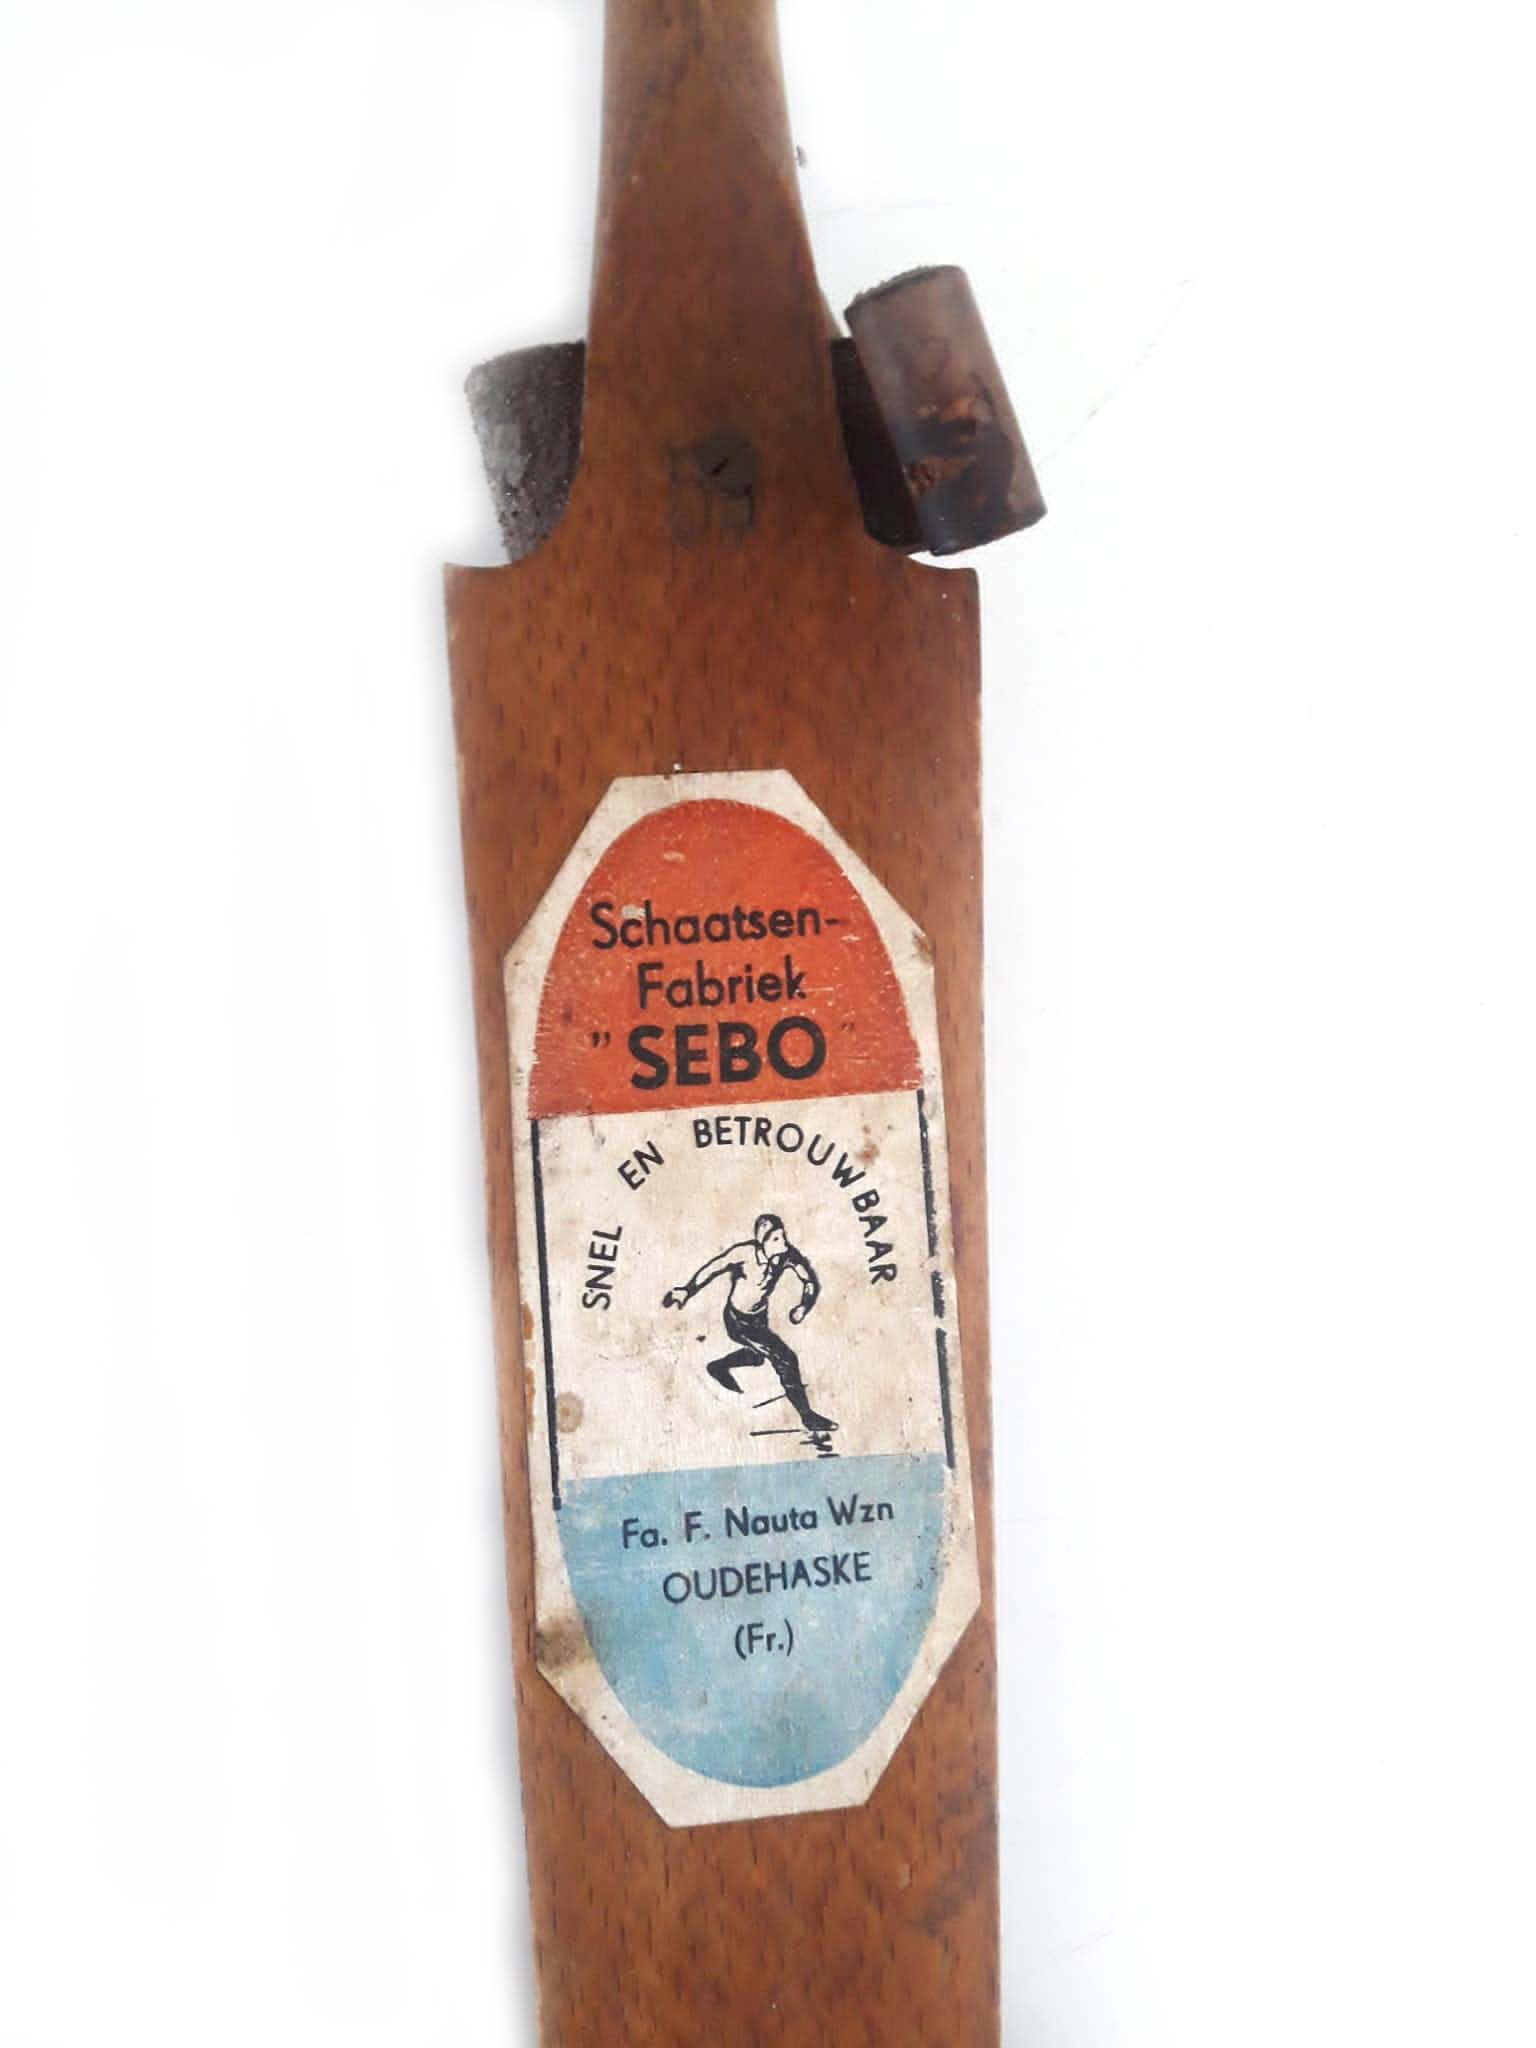 Schaatsen-
Fabriek
"SEBO"
SNEL EN BETROUWBAAR
Fa. F. Nauta Wzn
OUDEHASKE
(Fr.)